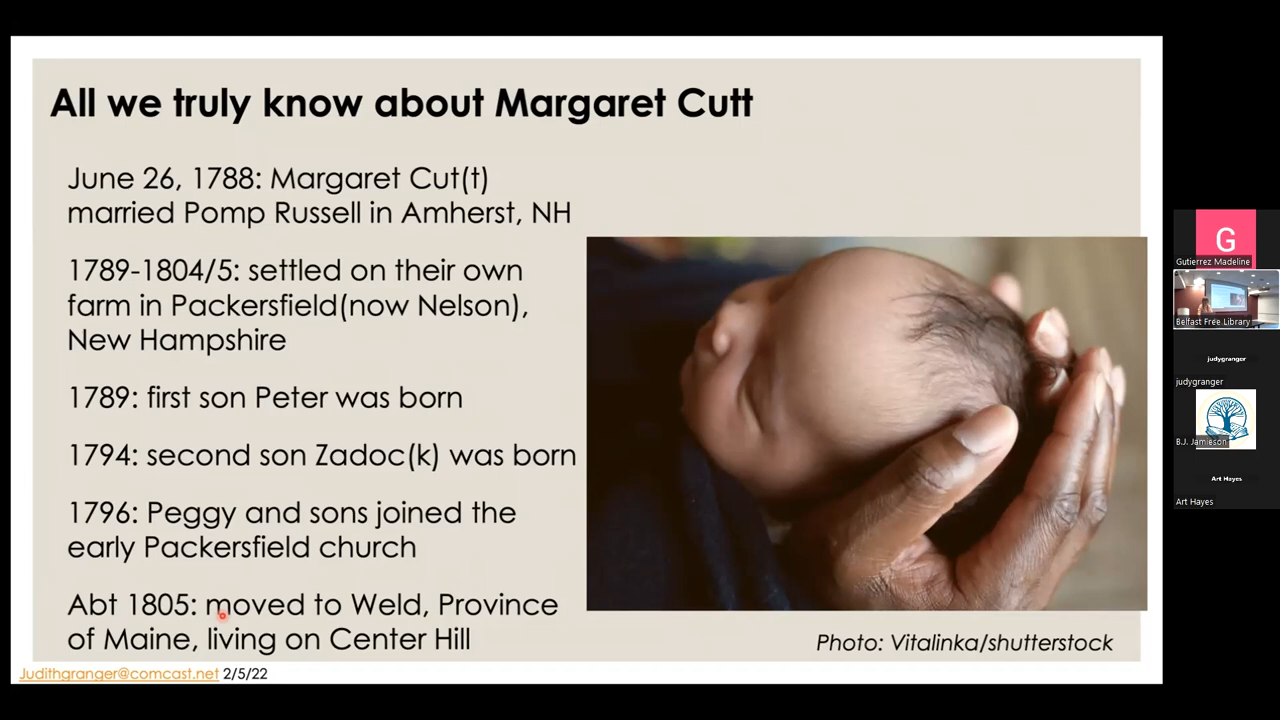 All we truly know about Margaret Cutt
June 26, 1788: Margaret Cut(t)
married Pomp Russell in Amherst, NH
1789-1804/5: settled on their own
farm in Packersfield(now Nelson),
New Hampshire
1789: first son Peter was born
1794: second son Zadoc(k) was born
1796: Peggy and sons joined the
early Packersfield church
Abt 1805: moved to Weld, Province
of Maine, living on Center Hill
Photo: Vitalinka/shutterstock
Judithgranger@comcast.net 2/5/22
G
Gutierrez Madeline
Belfast Free Library
judygranger
judygranger
B.J. Jamieson
Art Hayes
Art Hayes